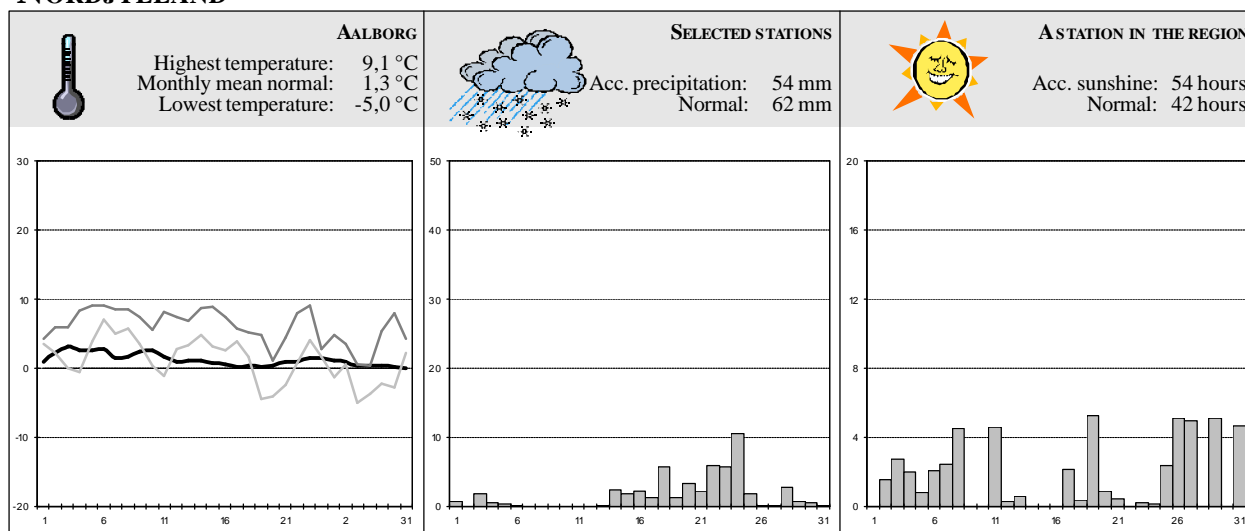 NORDJYLLAND
AALBORG
Highest temperature: 9,1 °C
Monthly mean normal: 1,3 °C
Lowest temperature: -5,0 °C
SELECTED STATIONS
Acc. precipitation: 54 mm
Normal: 62 mm
A STATION IN THE REGION
Acc. sunshine: 54 hours
Normal: 42 hours
30
20
10
0
-10
-20
1 6 11 16 21 2 31
50
40
30
20
10
0
1 6 11 16 21 26 31
20
16
12
8
4
0
1 6 11 16 21 26 31